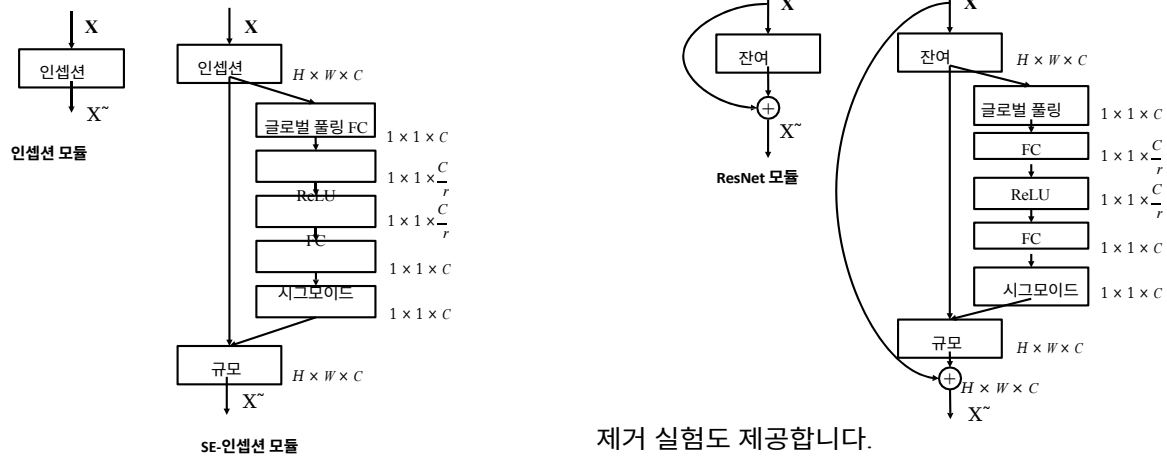 X
인셉션
X˜
인셉션 모듈
X
인셉션
H × W × C
글로벌 풀링 FC
1 × 1 × C
1 × 1 × C/r
ReLU
1 × 1 × C/r
FC
1 × 1 × C
시그모이드
1 × 1 × C
규모
H × W × C
X˜
SE-인셉션 모듈
X
잔여
+
X˜
ResNet 모듈
X
잔여
H × W × C
글로벌 풀링
1 × 1 × C
FC
1 × 1 × C/r
ReLU
1 × 1 × C/r
FC
1 × 1 × C
시그모이드
1 × 1 × C
규모
H × W × C
+
H × W × C
X˜
제거 실험도 제공합니다.